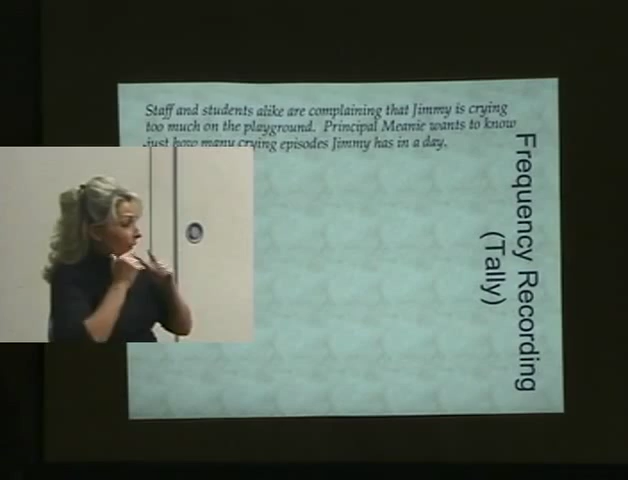 Staff and students alike are complaining that Jimmy is crying
too much on the playground. Principal Meanie wants to know
just how many crying episodes Jimmy has in a day.
Frequency Recording
(Tally)